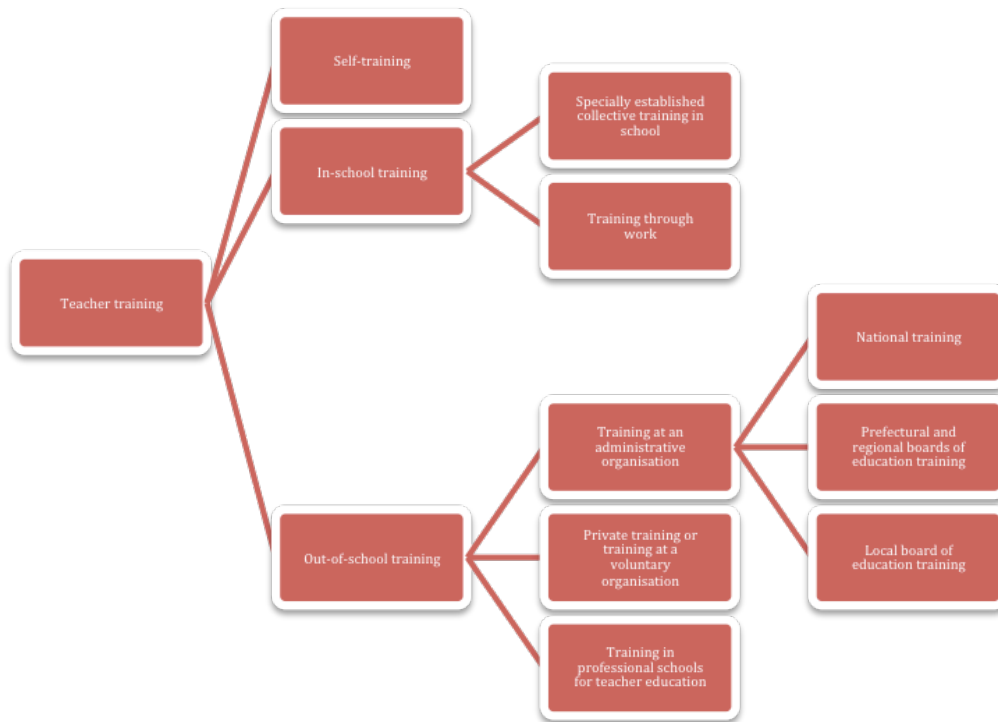 Self-training
Specially established
collective training in
school
In-school training
Training through
work
Teacher training
National training
Training at an
administrative
organisation
Prefectural and
regional boards of
education training
Out-of-school training
Private training or
training at a
voluntary
organisation
Local board of
education training
Training in
professional schools
for teacher education